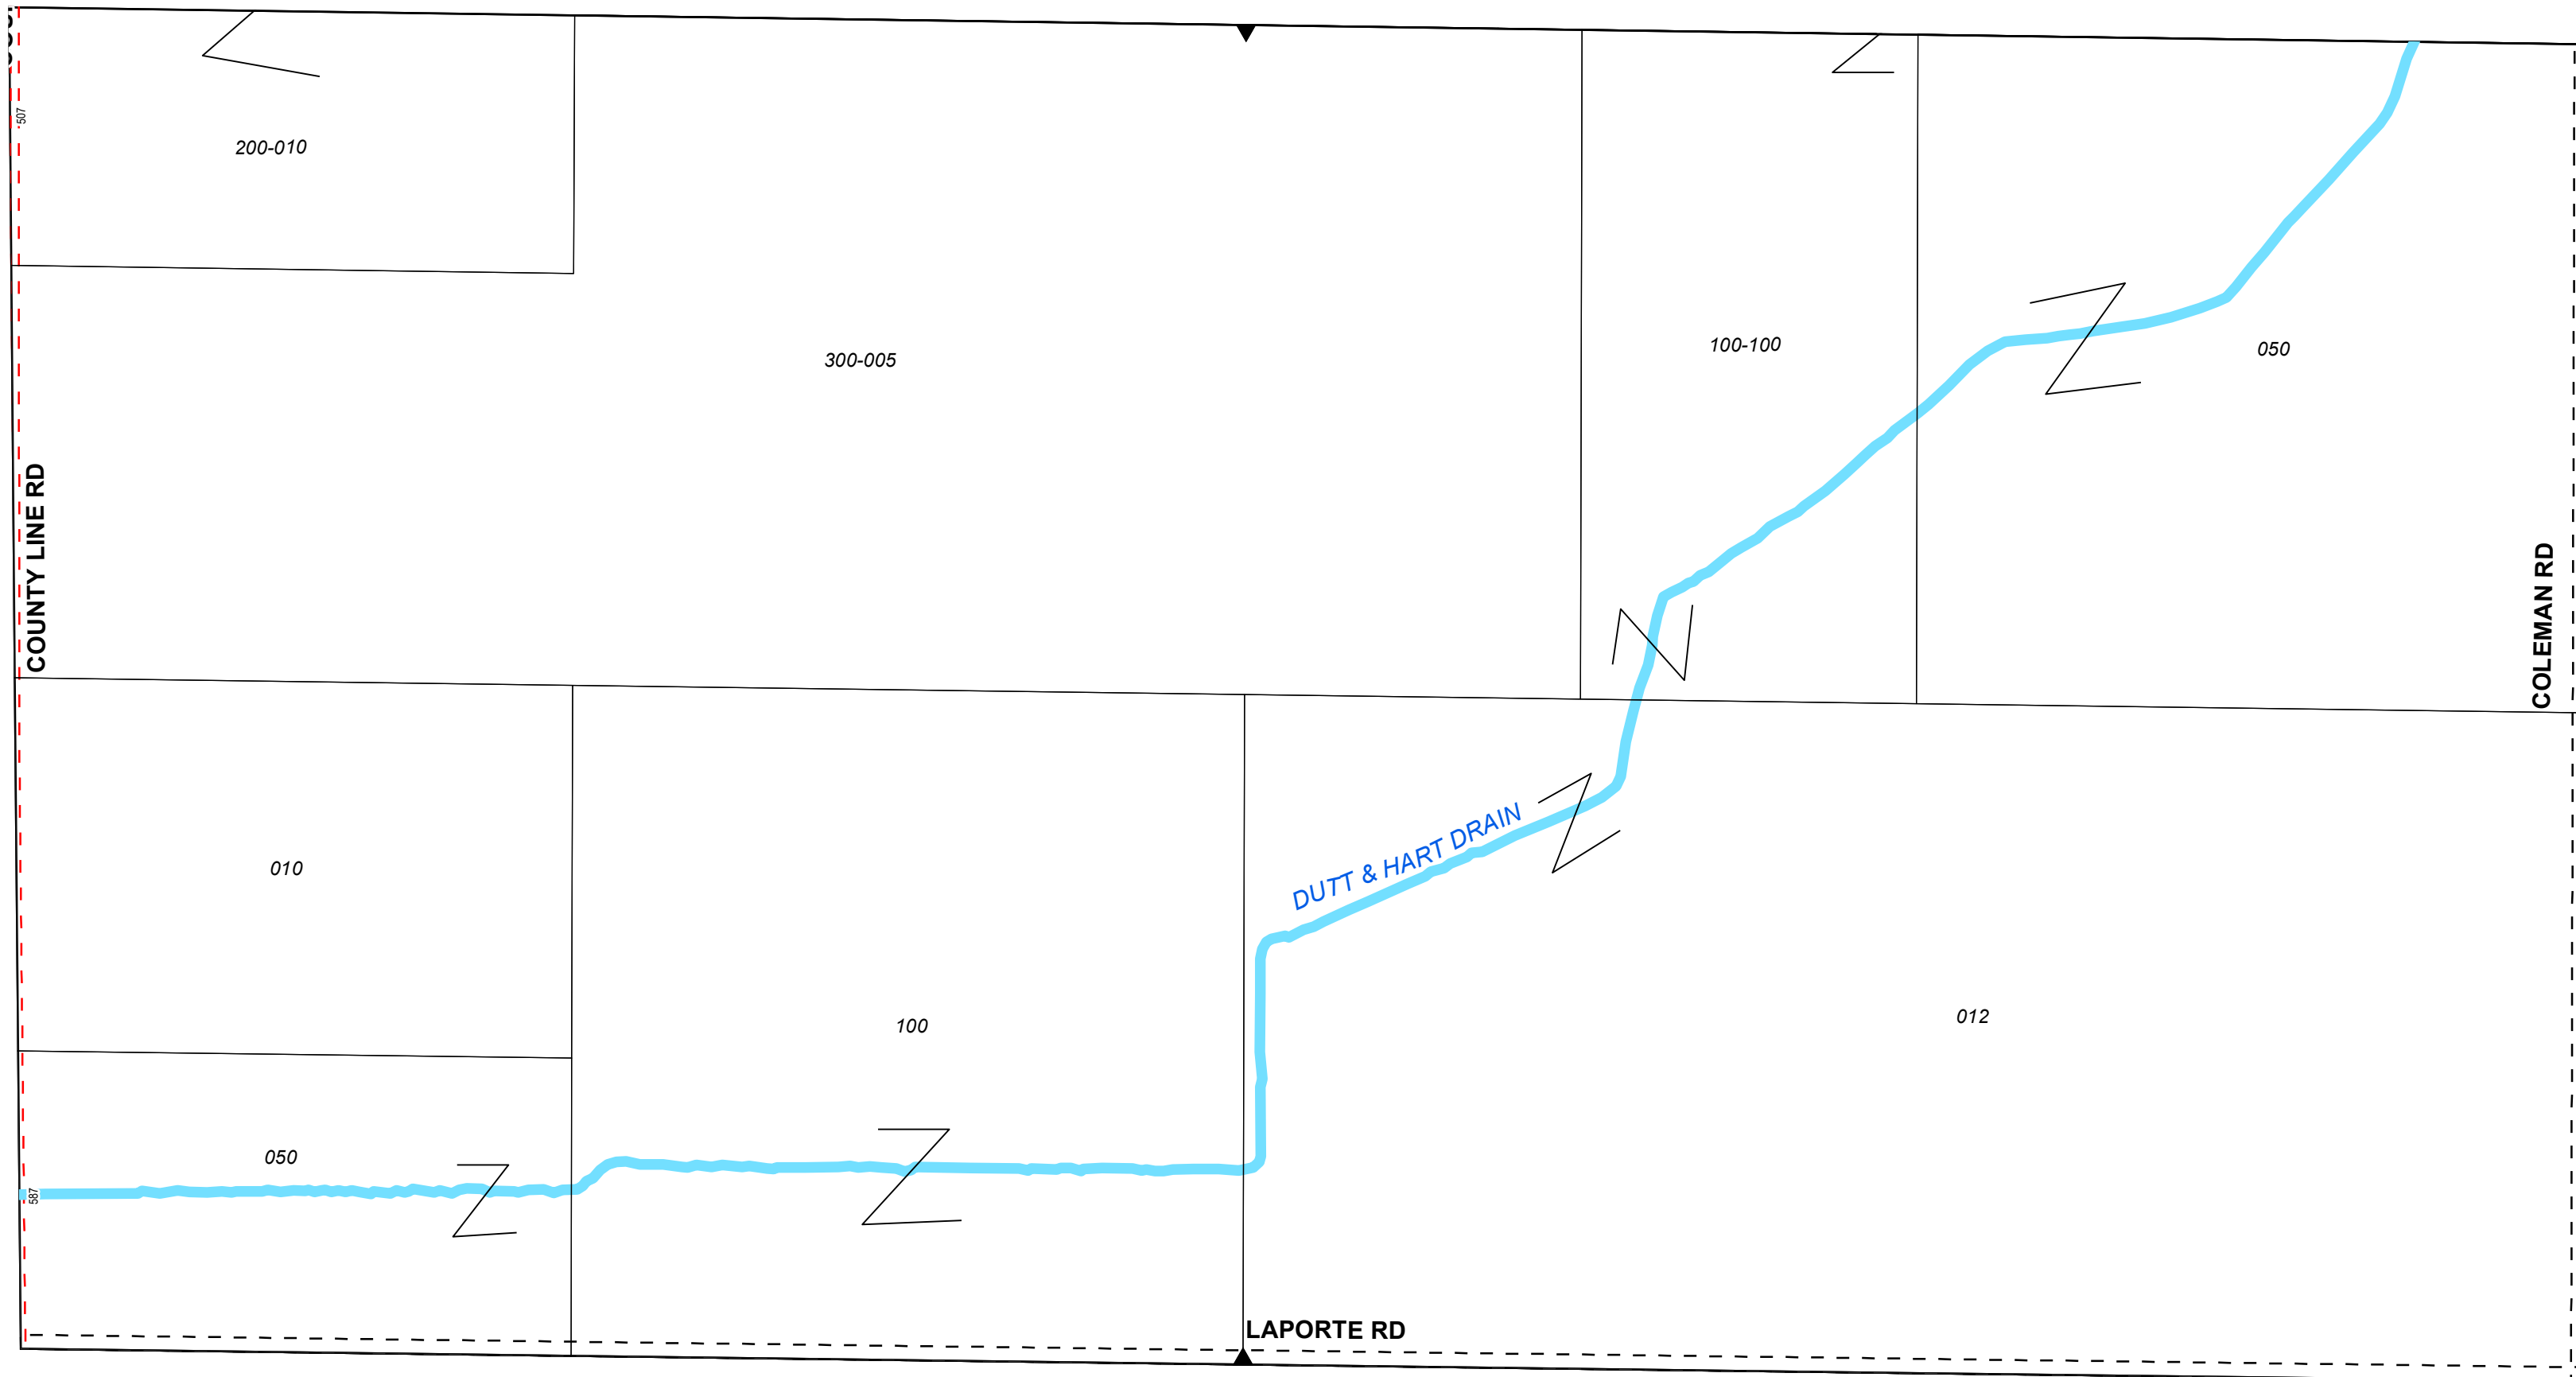 507
200-010
300-005
100-100
050
COUNTY LINE RD
COLEMAN RD
DUTT & HART DRAIN
010
100
012
050
587
LAPORTE RD